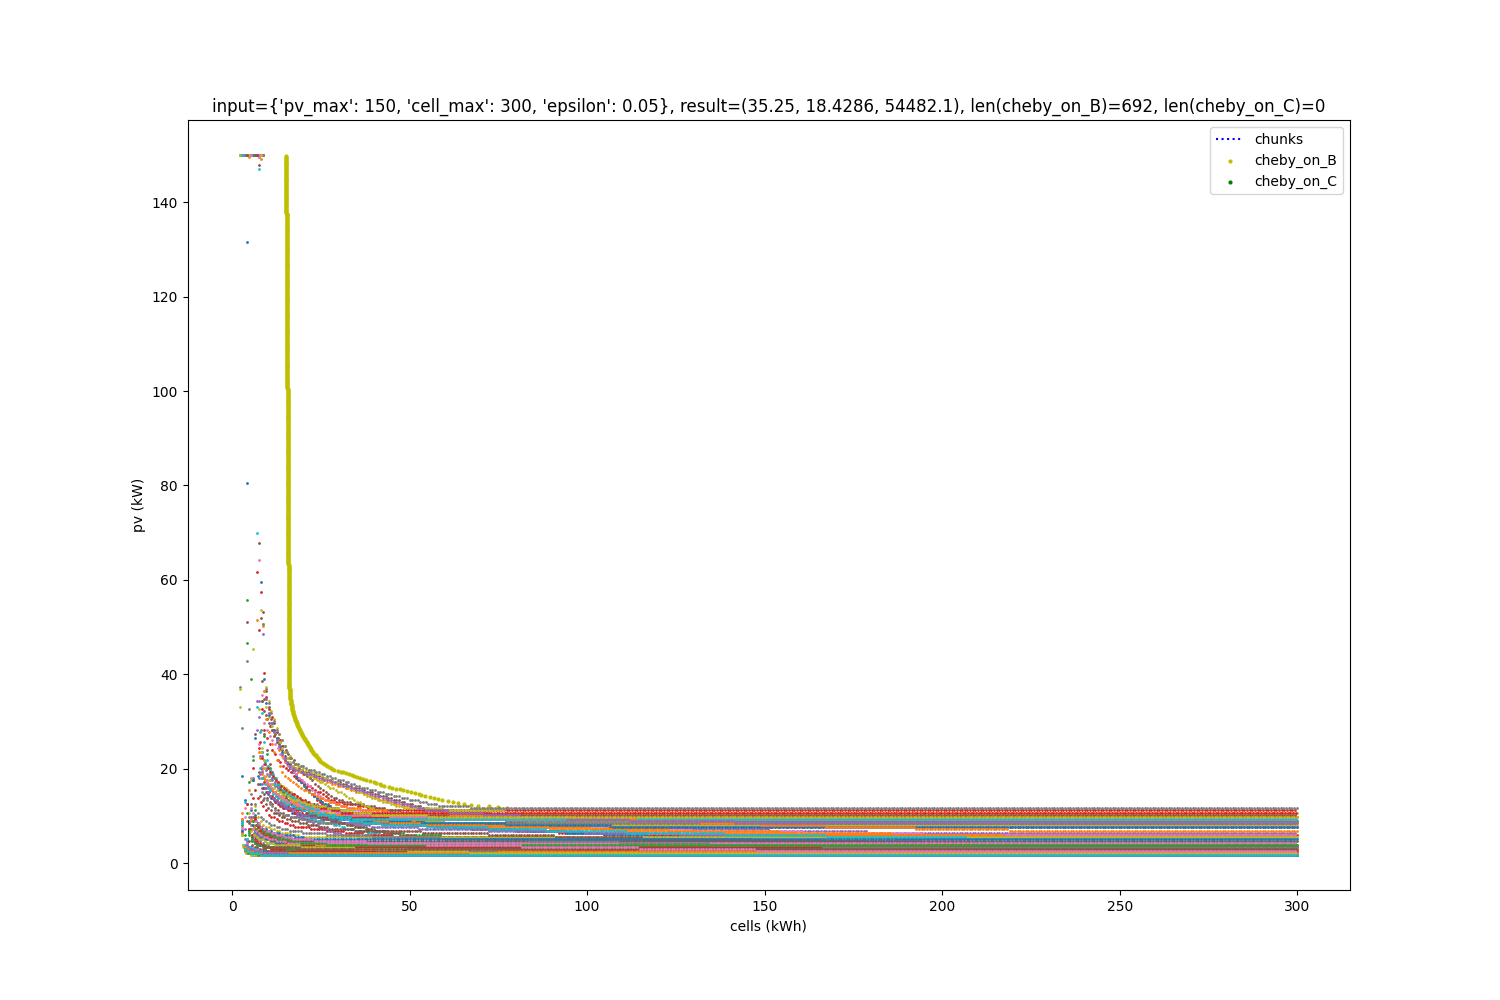 input={'pv_max': 150, 'cell_max': 300, 'epsilon': 0.05}, result=(35.25, 18.4286, 54482.1), len(cheby_on_B)=692, len(cheby_on_C)=0
chunks
cheby_on_B
cheby_on_C
140
120
100
80
60
40
20
0
pv (kW)
0 50 100 150 200 250 300
cells (kWh)